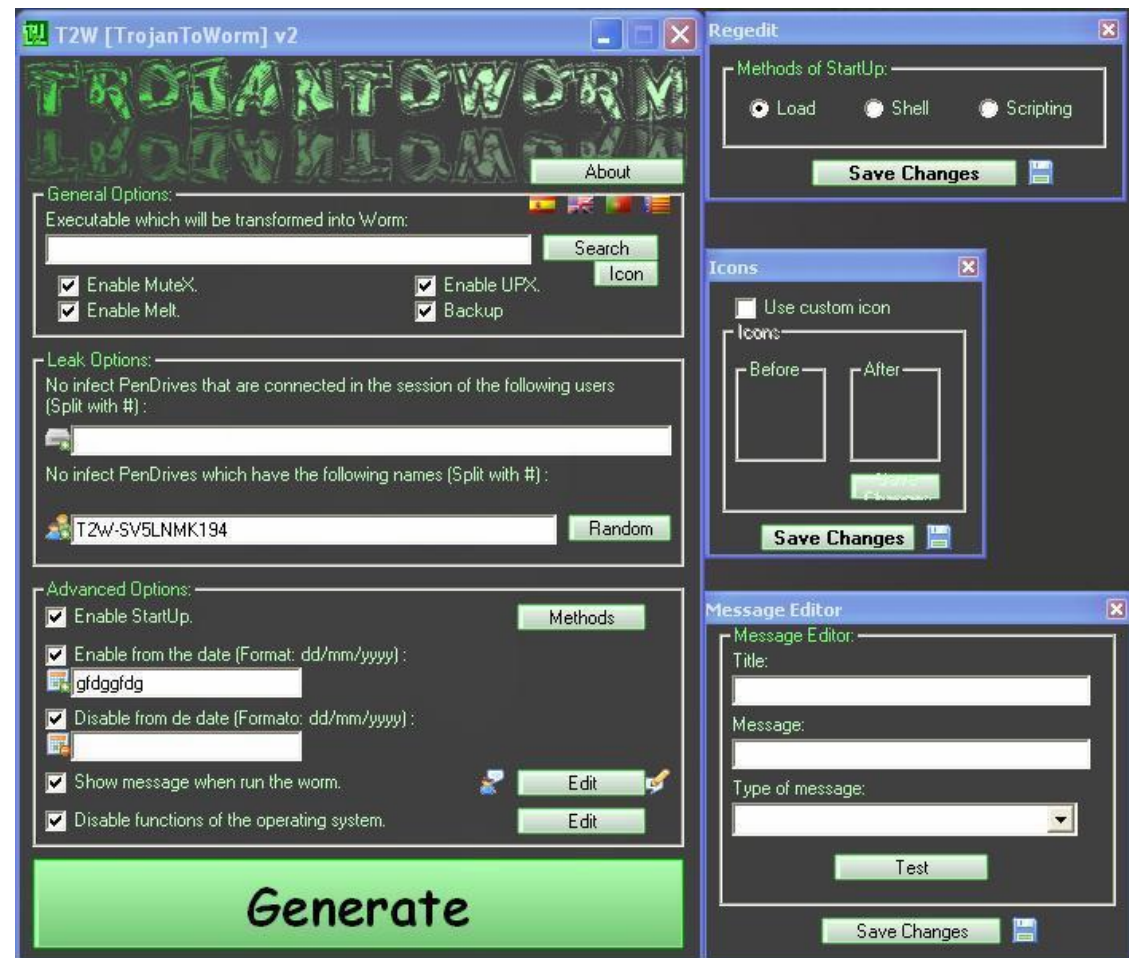 T2W [TrojanToWorm] v2
TROJANTOWORM
About
General Options:
Executable which will be transformed into Worm:
Search
Icon
Enable MuteX.
Enable UPX.
Enable Melt.
Backup
Leak Options:
No infect PenDrives that are connected in the session of the following users
(Split with #) :
No infect PenDrives which have the following names (Split with #) :
T2W-SV5LNMK194
Random
Advanced Options:
Enable StartUp.
Methods
Enable from the date (Format: dd/mm/yyyy) :
gfdggfdg
Disable from de date (Formato: dd/mm/yyyy) :
Show message when run the worm.
Edit
Disable functions of the operating system.
Edit
Generate
Regedit
Methods of StartUp:
Load
Shell
Scripting
Save Changes
Icons
Use custom icon
Icons
Before
After
Save
Changes
Save Changes
Message Editor
Message Editor:
Title:
Message:
Type of message:
Test
Save Changes